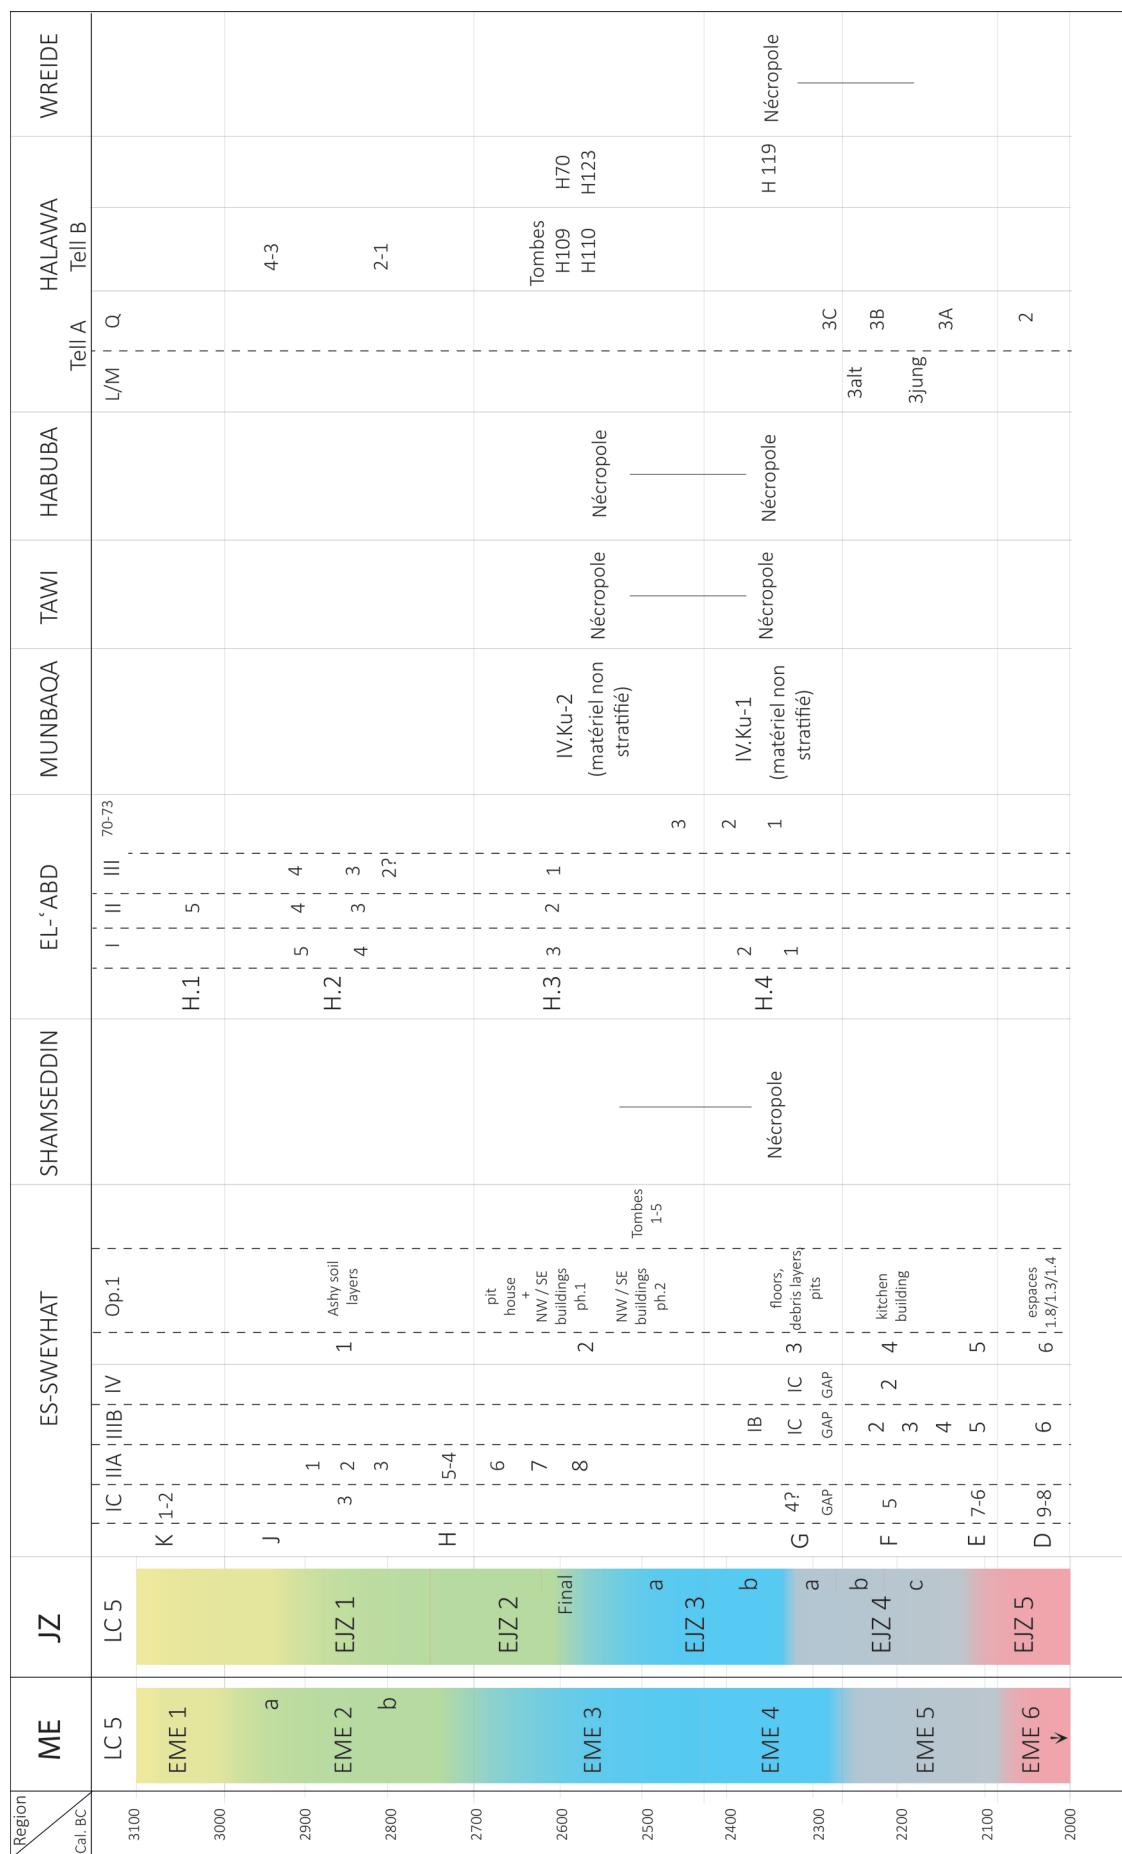 Region
Cal. BC
ME
JZ
ES-SWEYHAT
SHAMSEDDIN
EL-‘ABD
MUNBAQA
TAWI
HABUBA
HALAWA
WREIDE
Tell A
Tell B
LC 5
LC 5
IC
IIA
IIIB
IV
Op.1
I
II
III
70-73
L/M
Q
3100
3000
2900
2800
2700
2600
2500
2400
2300
2200
2100
2000
EME 1
EME 2
a
b
EME 3
EME 4
EME 5
EME 6
EJZ 1
EJZ 2
Final
EJZ 3
a
b
EJZ 4
a
b
c
EJZ 5
K
J
H
G
F
E
D
1-2
3
4?
GAP
5
7-6
9-8
1
2
3
5-4
6
7
8
IB
IC
GAP
2
3
4
5
6
IC
GAP
2
1
2
3
4
5
6
Ashy soil
layers
pit
house
+
NW / SE
buildings
ph.1
NW / SE
buildings
ph.2
floors,
debris layers,
pits
kitchen
building
espaces
1.8/1.3/1.4
Tombes
1-5
Nécropole
H.1
H.2
H.3
H.4
5
4
3
2
1
5
4
3
2
4
3
2?
1
3
2
1
IV.Ku-2
(matériel non
stratifié)
IV.Ku-1
(matériel non
stratifié)
Nécropole
Nécropole
Nécropole
Nécropole
3alt
3jung
3C
3B
3A
2
4-3
2-1
Tombes
H109
H110
H70
H123
H 119
Nécropole